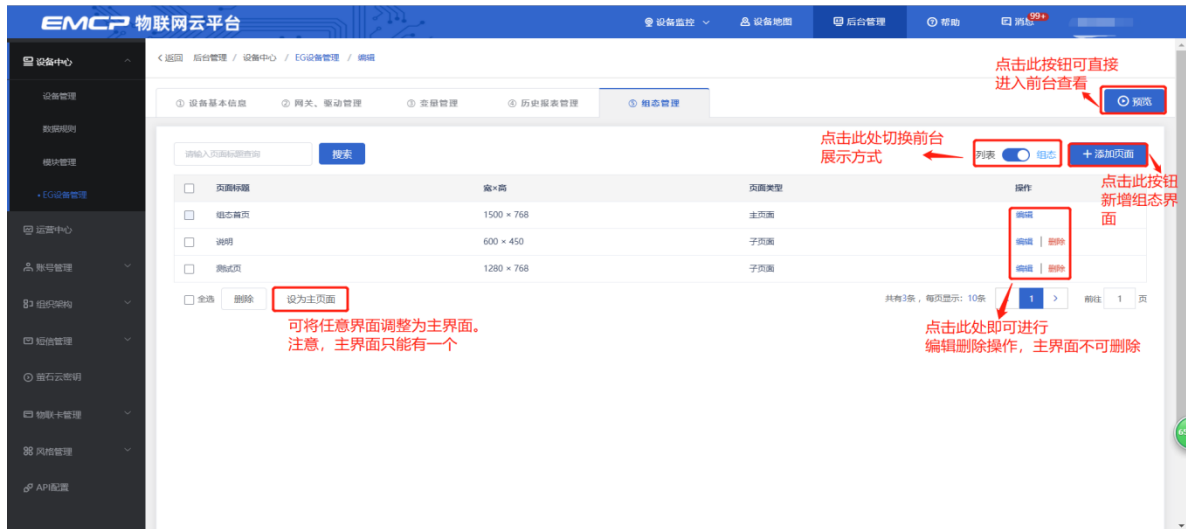 EMCP 物联网云平台
设备监控
设备地图
后台管理
帮助
消息
99+
设备中心
设备管理
数据规则
模块管理
• EG设备管理
运营中心
账号管理
组织架构
短信管理
萤石云密钥
物联卡管理
风格管理
API配置
返回 后台管理 / 设备中心 / EG设备管理 / 编辑
点击此按钮可直接
进入前台查看
① 设备基本信息 ② 网关、驱动管理 ③ 变量管理 ④ 历史报表管理 ⑤ 组态管理
预览
请输入页面标题查询 搜索
点击此处切换前台
展示方式
列表 组态
+ 添加页面
点击此按钮
新增组态界
面
页面标题 宽×高 页面类型 操作
组态首页 1500 × 768 主页面 编辑
说明 600 × 450 子页面 编辑 | 删除
测试页 1280 × 768 子页面 编辑 | 删除
全选 删除 设为主页面
共有3条，每页显示：10条 1 > 前往 1 页
可将任意界面调整为主界面。
注意，主界面只能有一个
点击此处即可进行
编辑删除操作，主界面不可删除